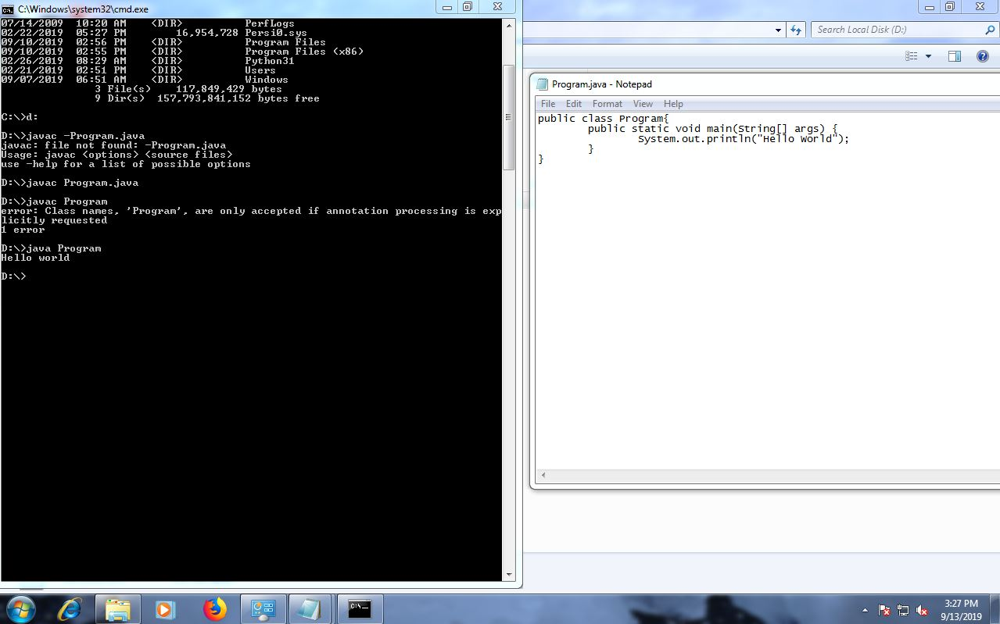 C:\Windows\system32\cmd.exe
07/14/2009  10:20 AM    <DIR>          PerfLogs
02/22/2019  05:27 PM        16,954,728 Persi0.sys
09/10/2019  02:56 PM    <DIR>          Program Files
09/10/2019  02:55 PM    <DIR>          Program Files (x86)
02/26/2019  08:29 AM    <DIR>          Python31
02/21/2019  02:51 PM    <DIR>          Users
09/07/2019  06:51 AM    <DIR>          Windows
3 File(s)    117,849,429 bytes
9 Dir(s)  157,793,841,152 bytes free
C:\>d:
D:\>javac -Program.java
javac: file not found: -Program.java
Usage: javac <options> <source files>
use -help for a list of possible options
D:\>javac Program.java
D:\>javac Program
error: Class names, 'Program', are only accepted if annotation processing is exp
licitly requested
1 error
D:\>java Program
Hello world
D:\>
Search Local Disk (D:)
Program.java - Notepad
File Edit Format View Help
public class Program{
public static void main(String[] args) {
System.out.println("Hello World");
}
}
C:\
3:27 PM
9/13/2019